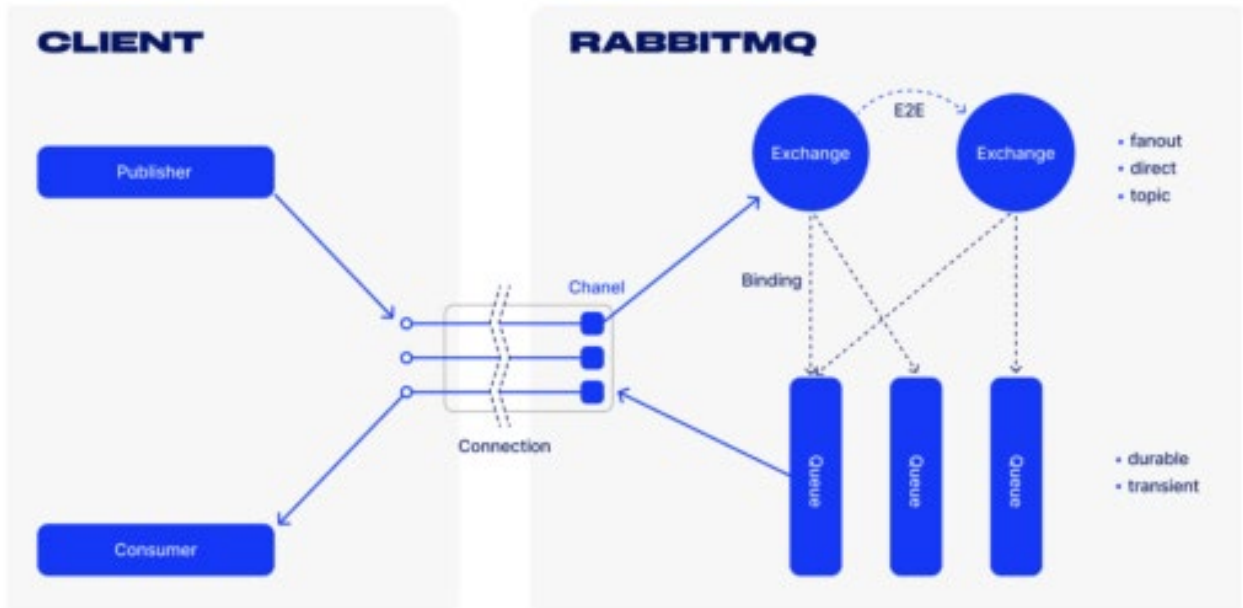 CLIENT
RABBITMQ
E2E
Exchange
Exchange
• fanout
• direct
• topic
Publisher
Binding
Chanel
Connection
Queue
Queue
Queue
• durable
• transient
Consumer